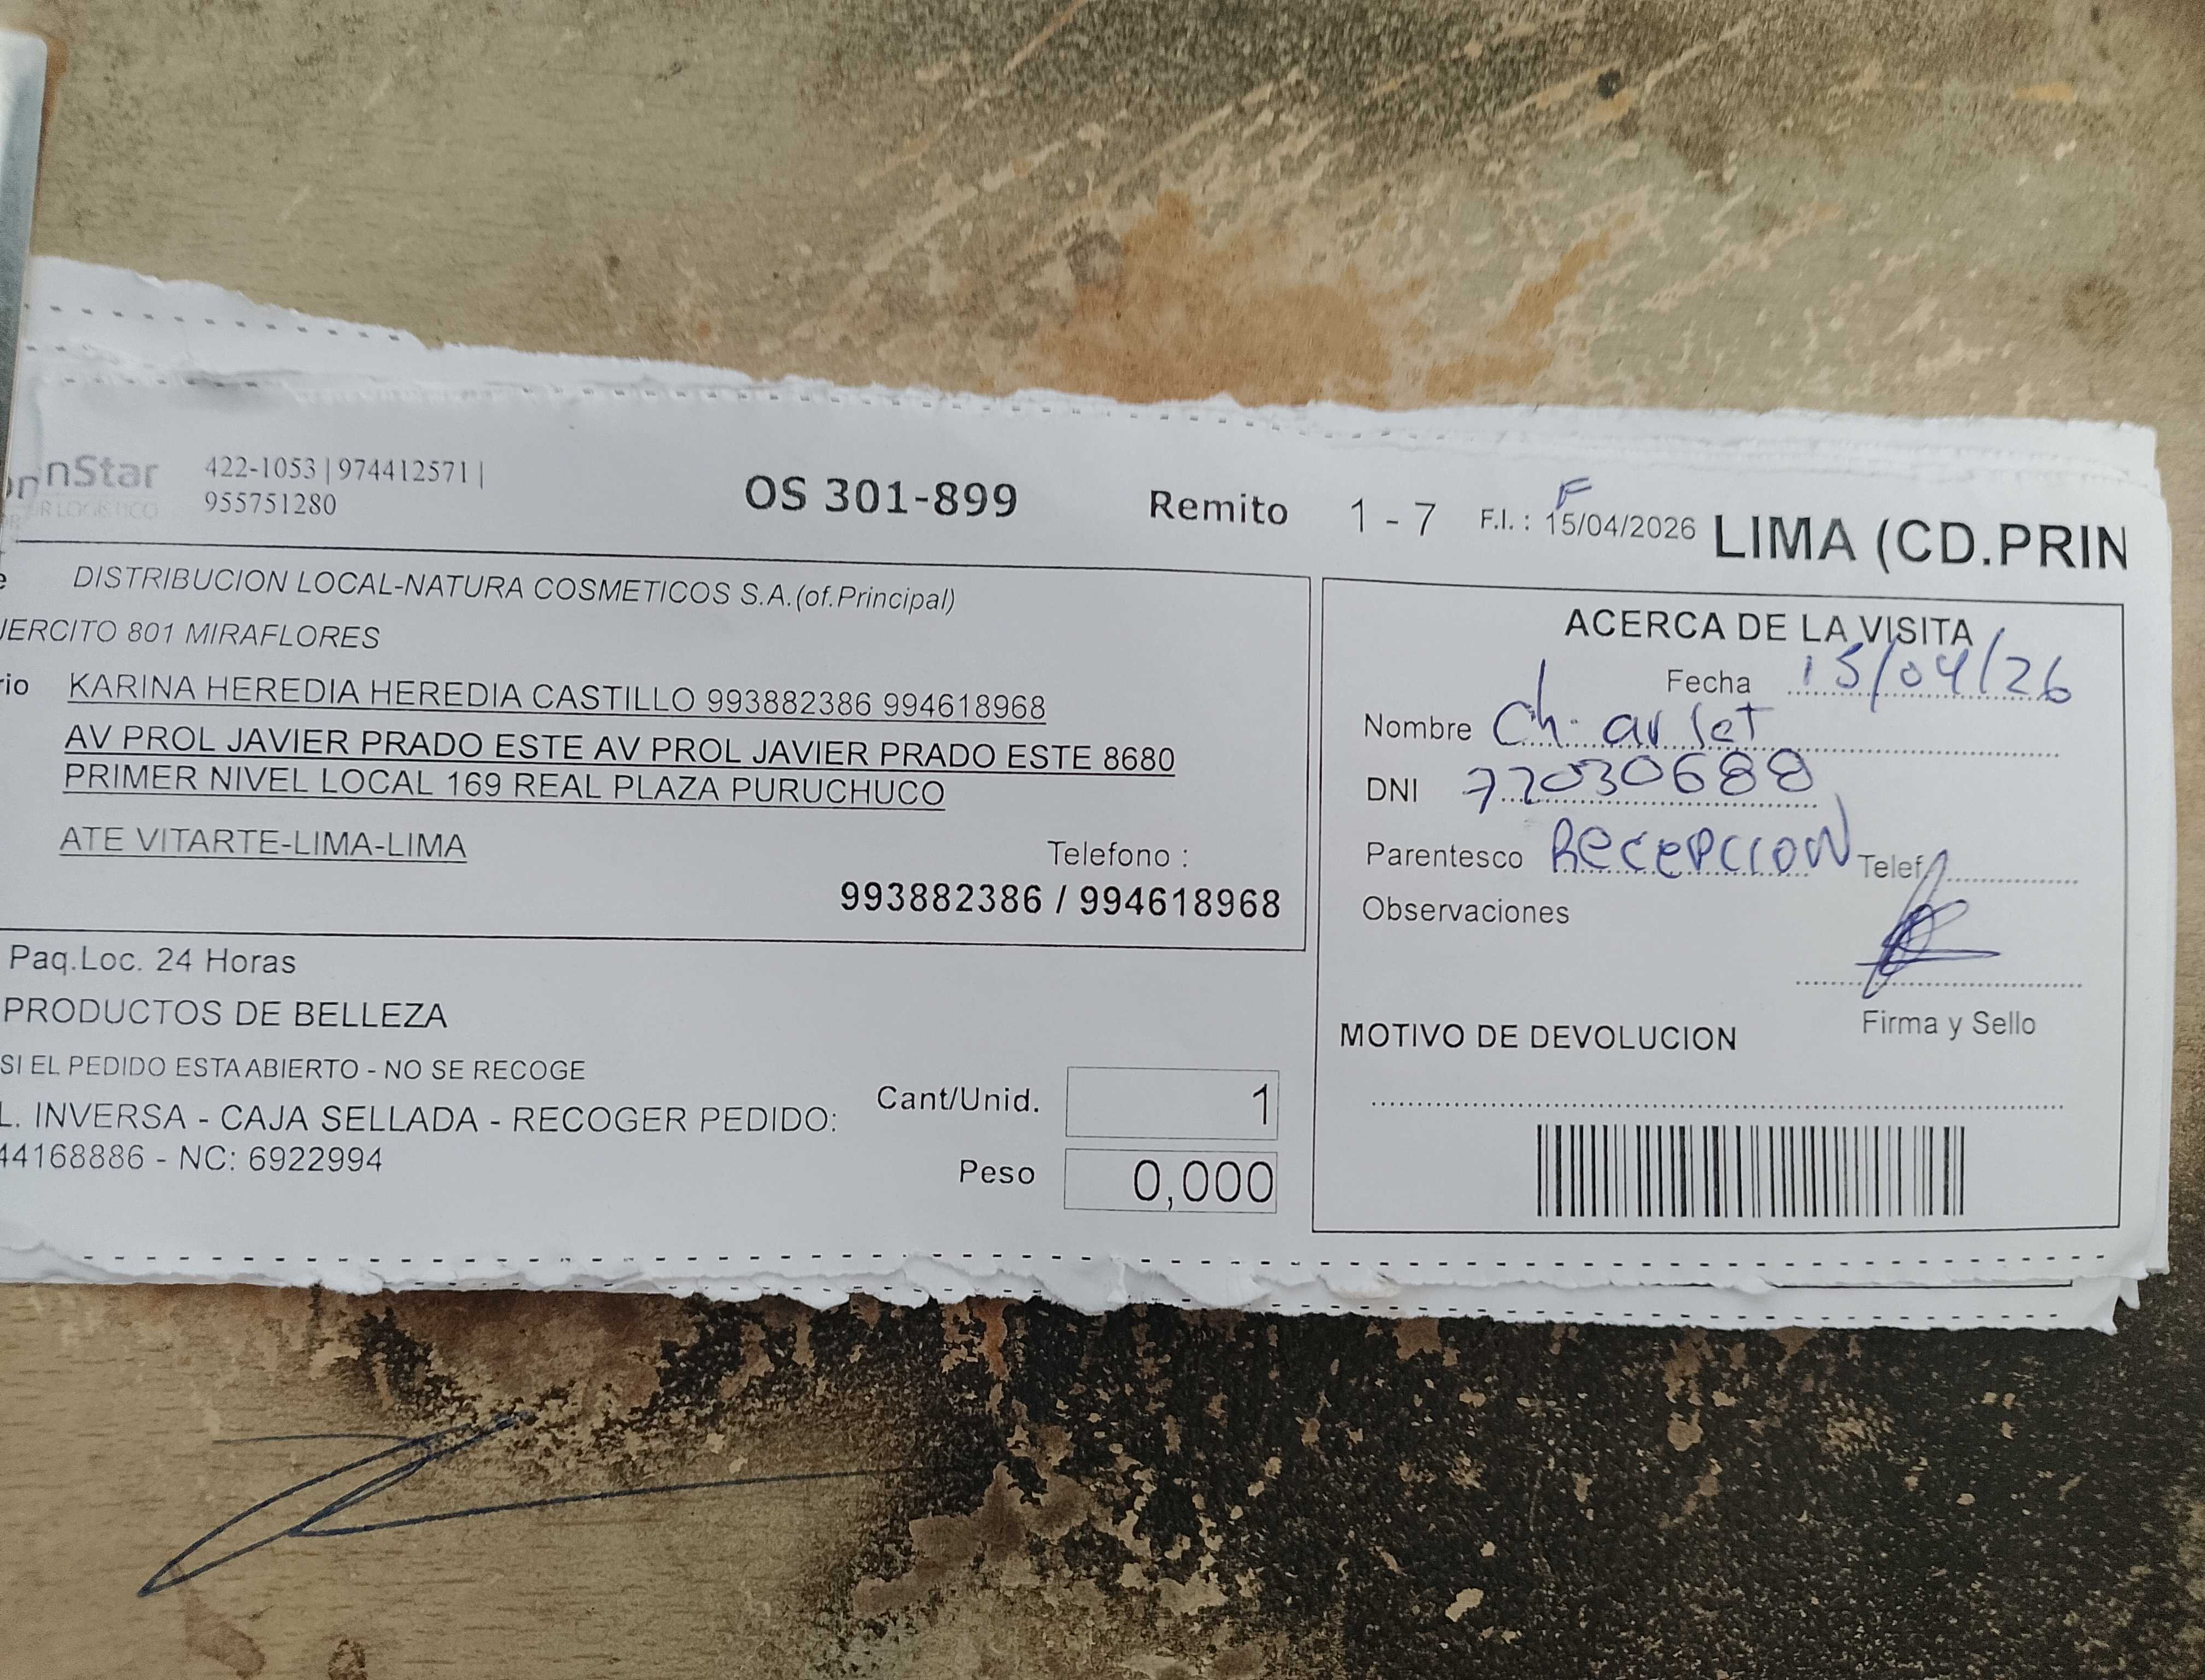 nStar 422-1053 | 974412571 |
R LOGISTICO 955751280
OS 301-899 Remito 1 - 7 F.I. : 15/04/2026 LIMA (CD.PRIN
F
DISTRIBUCION LOCAL-NATURA COSMETICOS S.A.(of.Principal)
JERCITO 801 MIRAFLORES
rio KARINA HEREDIA HEREDIA CASTILLO 993882386 994618968
AV PROL JAVIER PRADO ESTE AV PROL JAVIER PRADO ESTE 8680
PRIMER NIVEL LOCAL 169 REAL PLAZA PURUCHUCO
ATE VITARTE-LIMA-LIMA
Telefono :
993882386 / 994618968
Paq.Loc. 24 Horas
PRODUCTOS DE BELLEZA
SI EL PEDIDO ESTA ABIERTO - NO SE RECOGE
L. INVERSA - CAJA SELLADA - RECOGER PEDIDO:
44168886 - NC: 6922994
Cant/Unid. 1
Peso 0,000
ACERCA DE LA VISITA
Fecha 15/04/26
Nombre Ch. arlet
DNI 72030688
Parentesco RecePcION Telef
Observaciones
Firma y Sello
MOTIVO DE DEVOLUCION